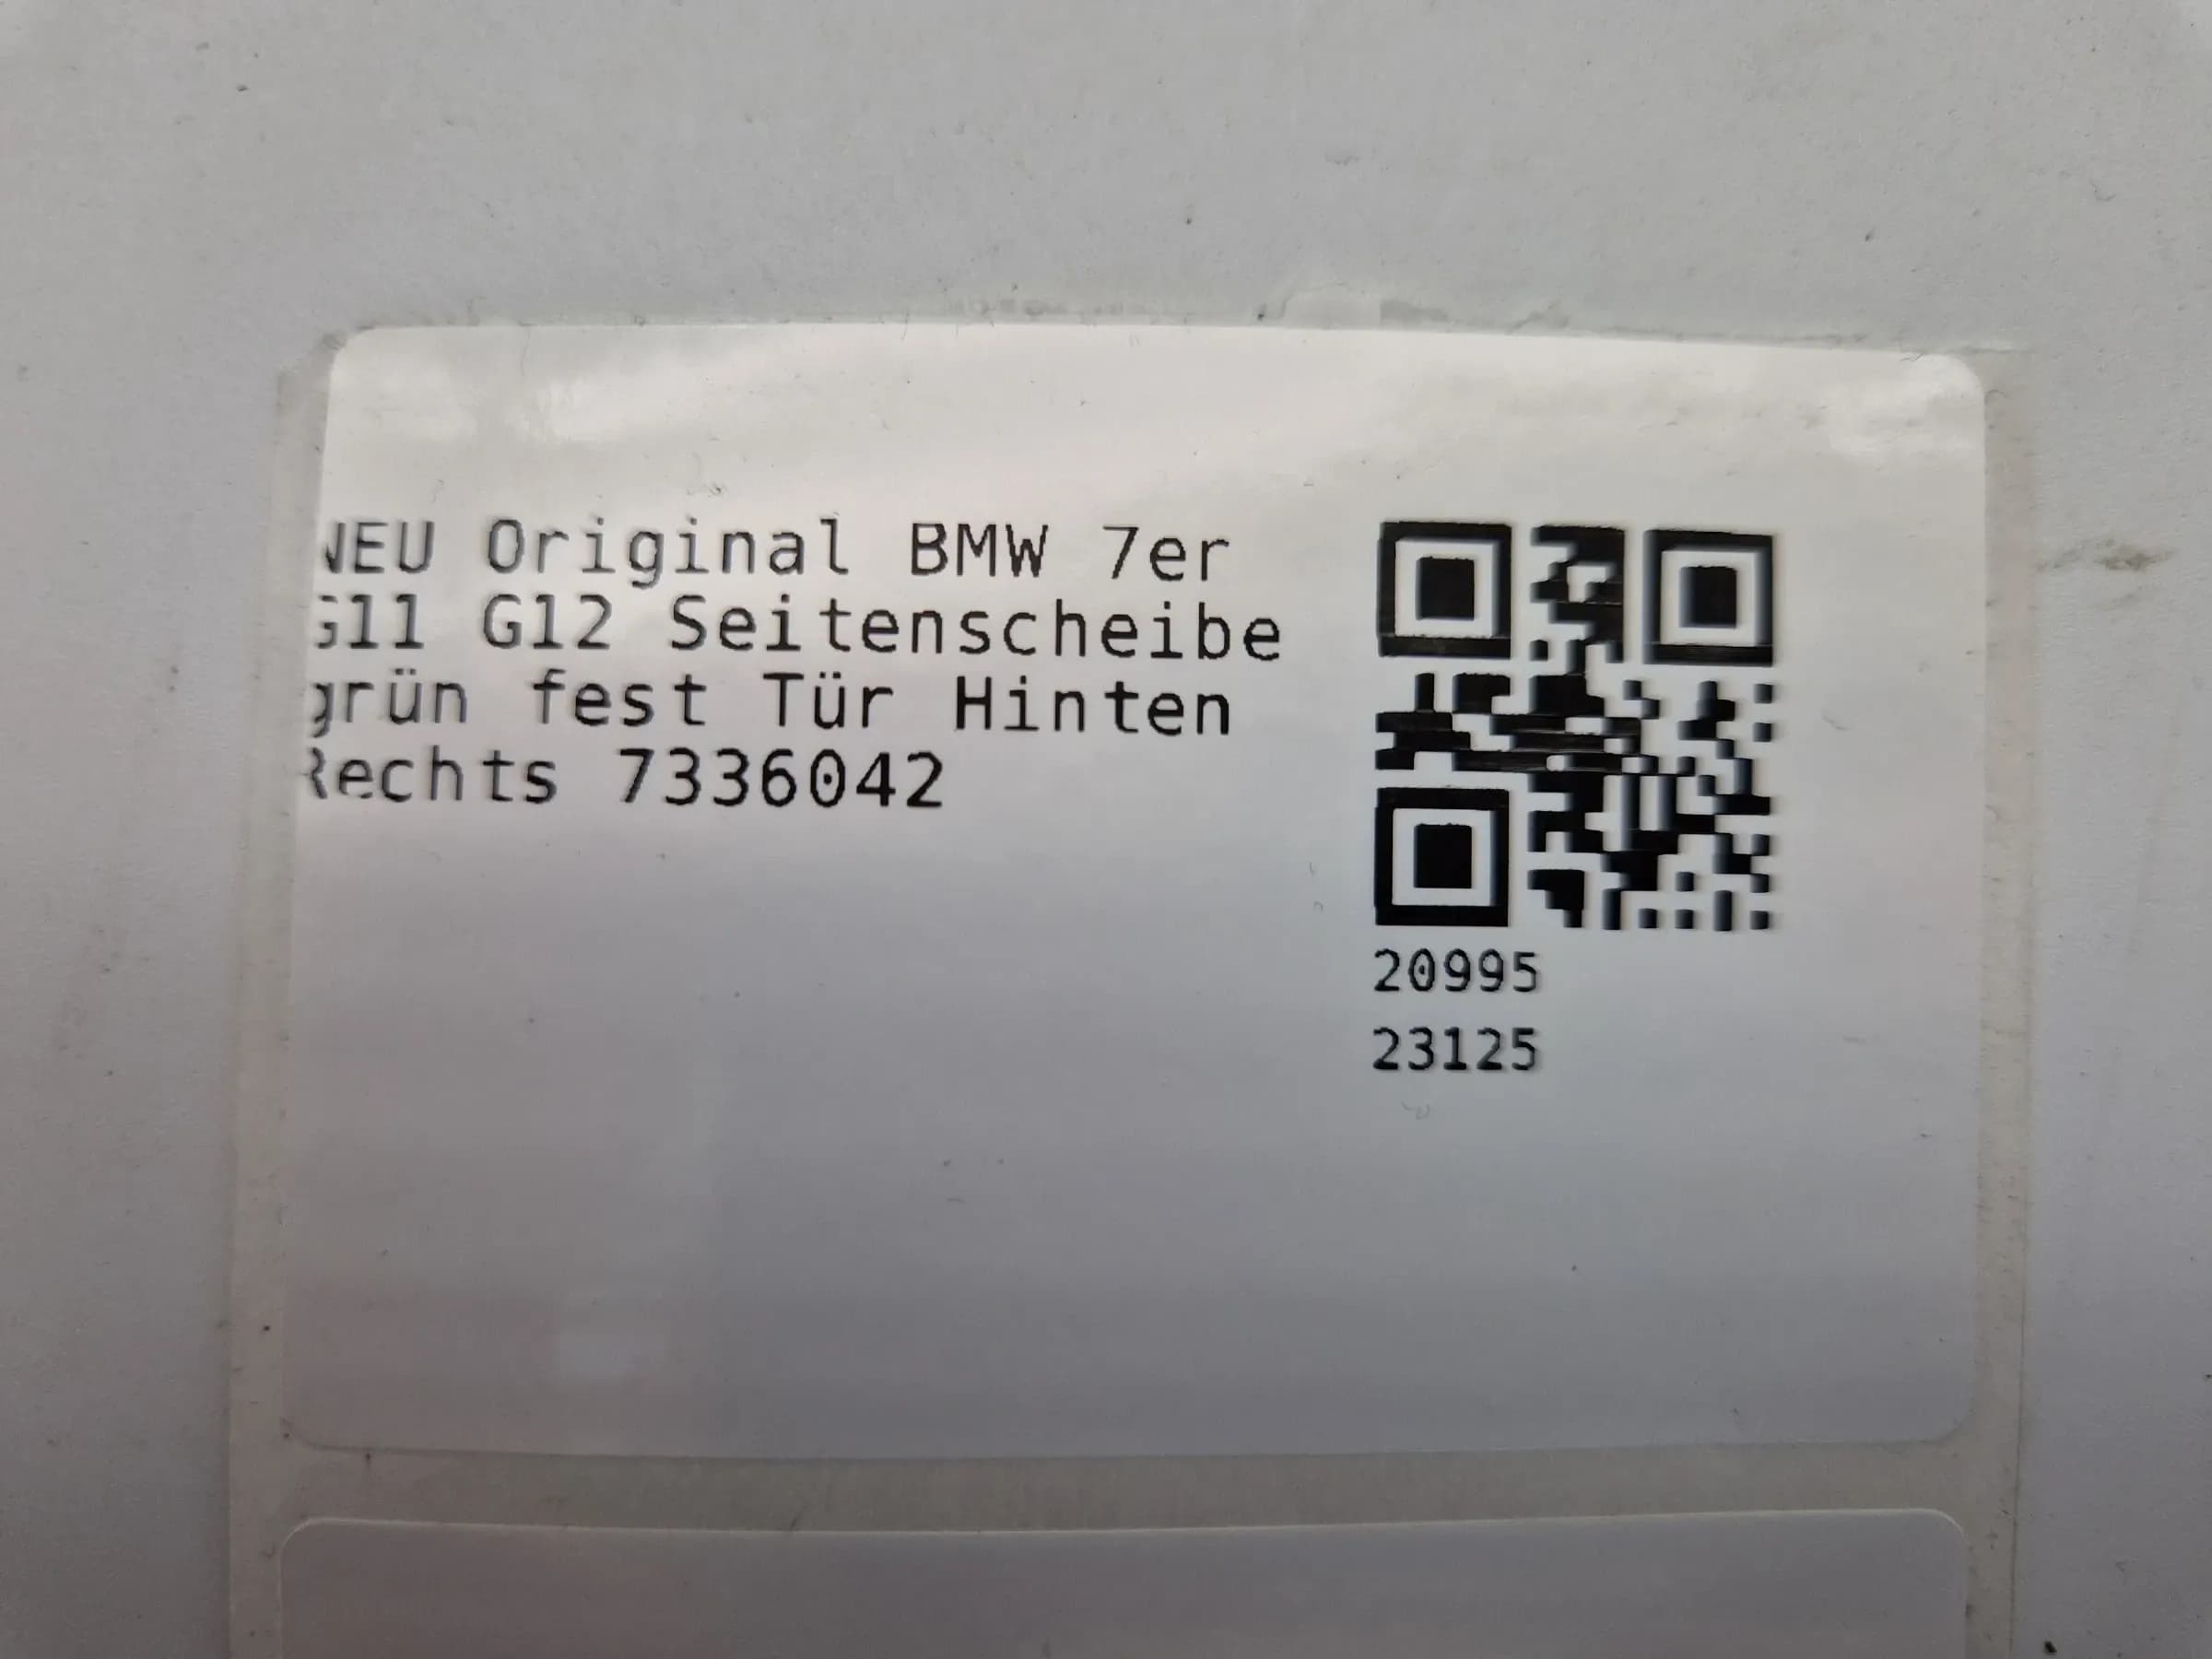 NEU Original BMW 7er
G11 G12 Seitenscheibe
grün fest Tür Hinten
Rechts 7336042
20995
23125